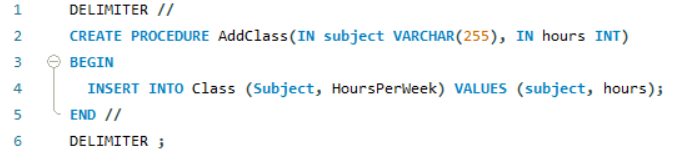 1 DELIMITER //
2 CREATE PROCEDURE AddClass(IN subject VARCHAR(255), IN hours INT)
3 BEGIN
4 INSERT INTO Class (Subject, HoursPerWeek) VALUES (subject, hours);
5 END //
6 DELIMITER ;